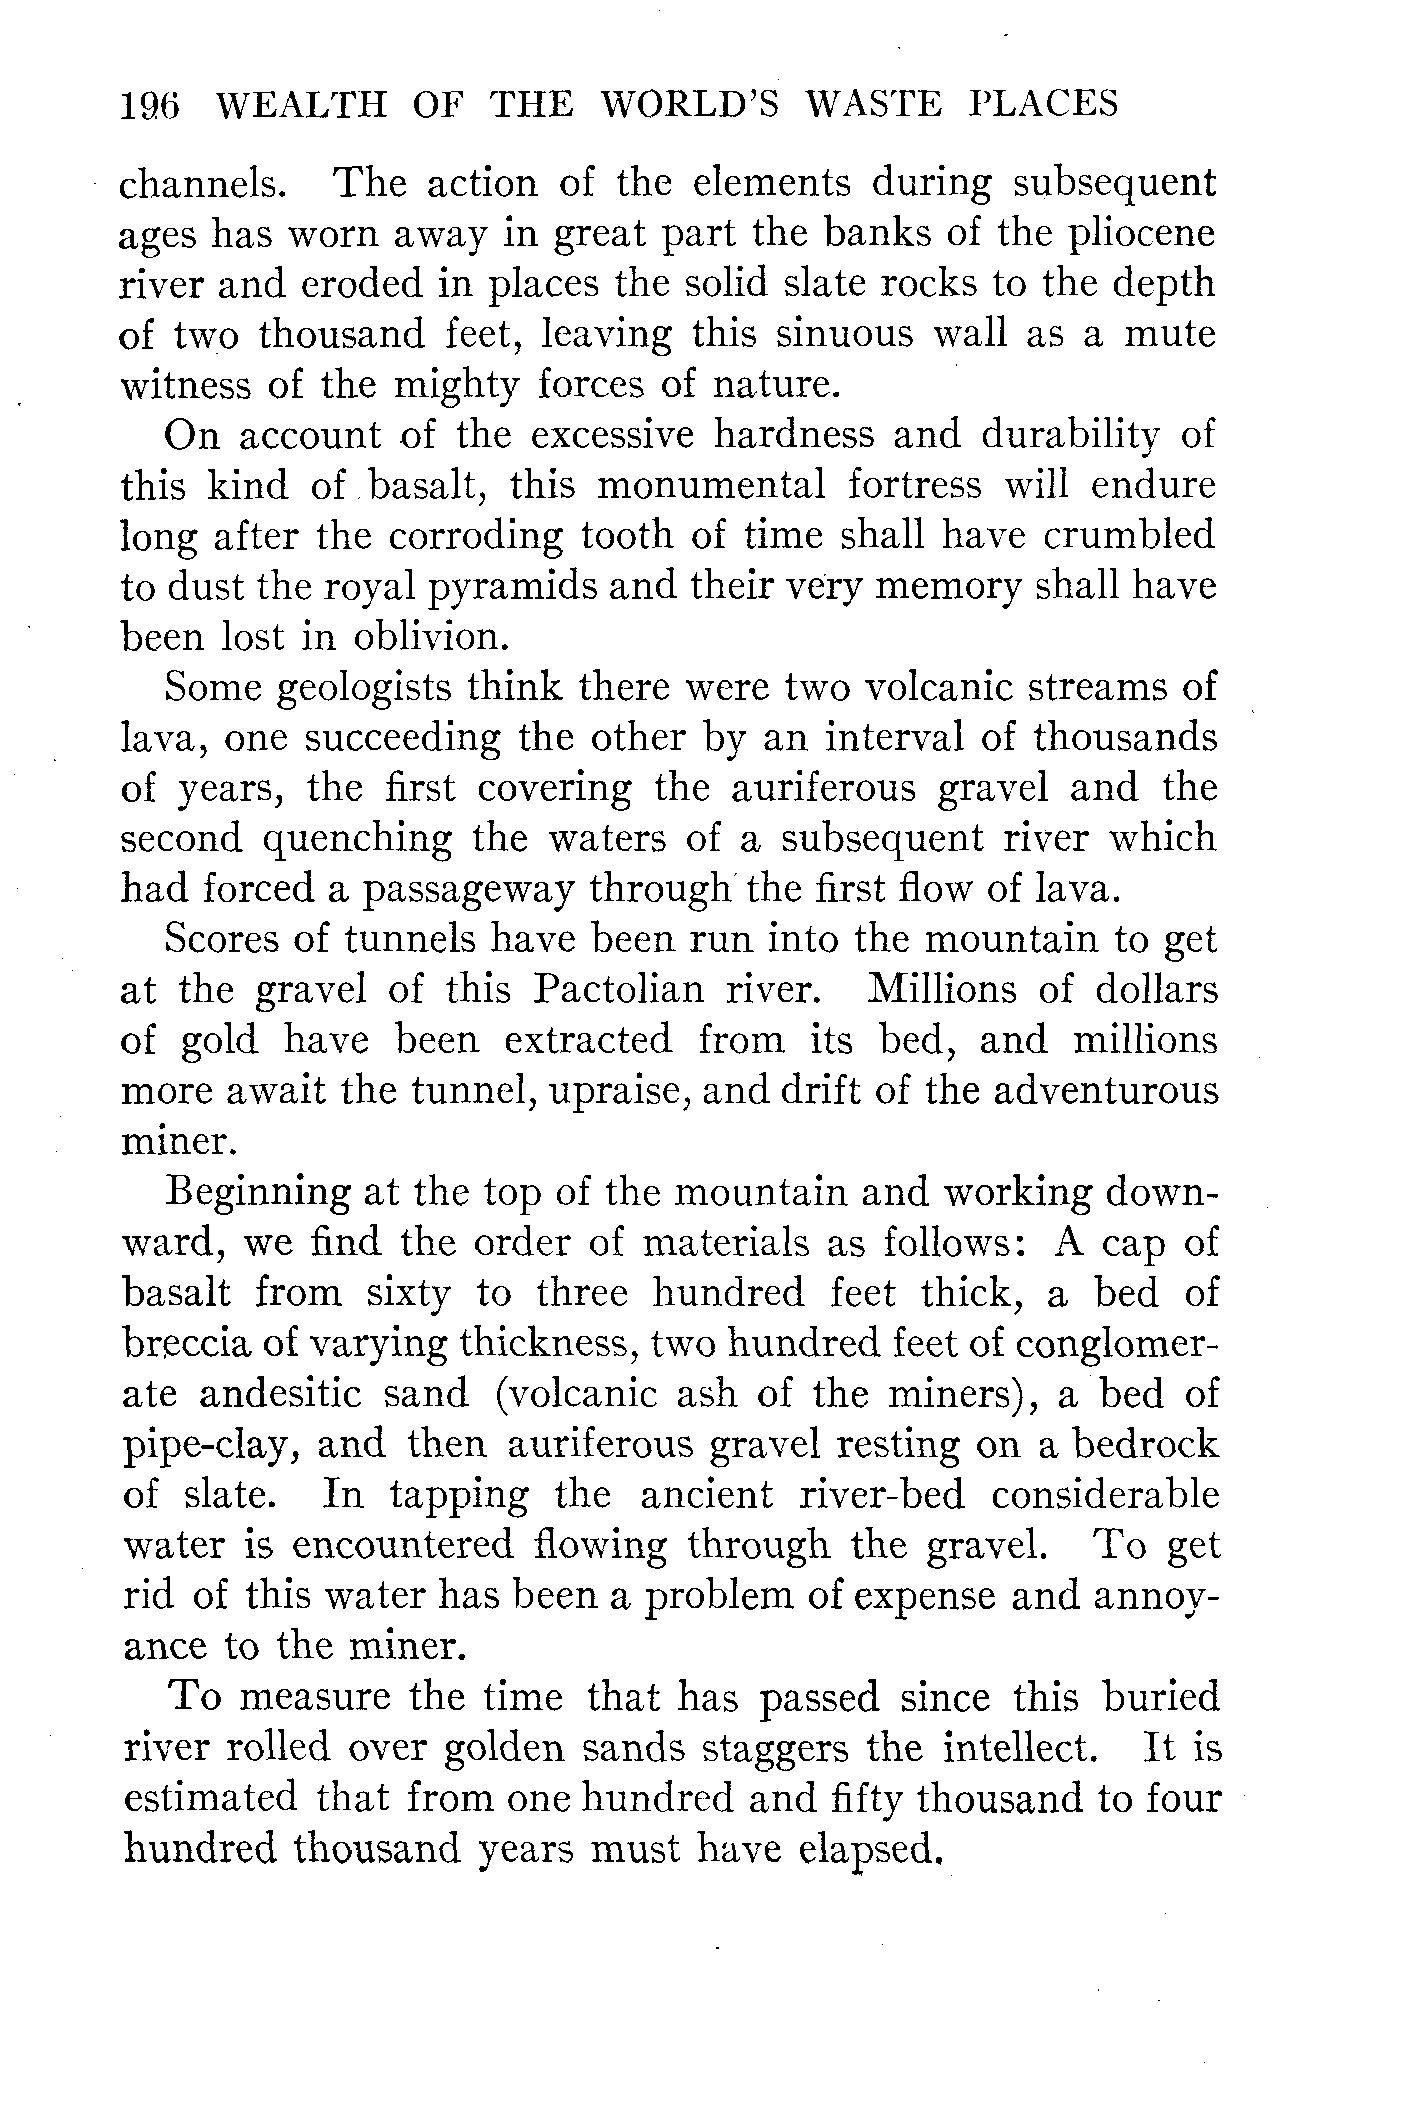 196 WEALTH OF THE WORLD'S WASTE PLACES
channels. The action of the elements during subsequent
ages has worn away in great part the banks of the pliocene
river and eroded in places the solid slate rocks to the depth
of two thousand feet, leaving this sinuous wall as a mute
witness of the mighty forces of nature.
On account of the excessive hardness and durability of
this kind of basalt, this monumental fortress will endure
long after the corroding tooth of time shall have crumbled
to dust the royal pyramids and their very memory shall have
been lost in oblivion.
Some geologists think there were two volcanic streams of
lava, one succeeding the other by an interval of thousands
of years, the first covering the auriferous gravel and the
second quenching the waters of a subsequent river which
had forced a passageway through the first flow of lava.
Scores of tunnels have been run into the mountain to get
at the gravel of this Pactolian river. Millions of dollars
of gold have been extracted from its bed, and millions
more await the tunnel, upraise, and drift of the adventurous
miner.
Beginning at the top of the mountain and working down-
ward, we find the order of materials as follows: A cap of
basalt from sixty to three hundred feet thick, a bed of
breccia of varying thickness, two hundred feet of conglomer-
ate andesitic sand (volcanic ash of the miners), a bed of
pipe-clay, and then auriferous gravel resting on a bedrock
of slate. In tapping the ancient river-bed considerable
water is encountered flowing through the gravel. To get
rid of this water has been a problem of expense and annoy-
ance to the miner.
To measure the time that has passed since this buried
river rolled over golden sands staggers the intellect. It is
estimated that from one hundred and fifty thousand to four
hundred thousand years must have elapsed.